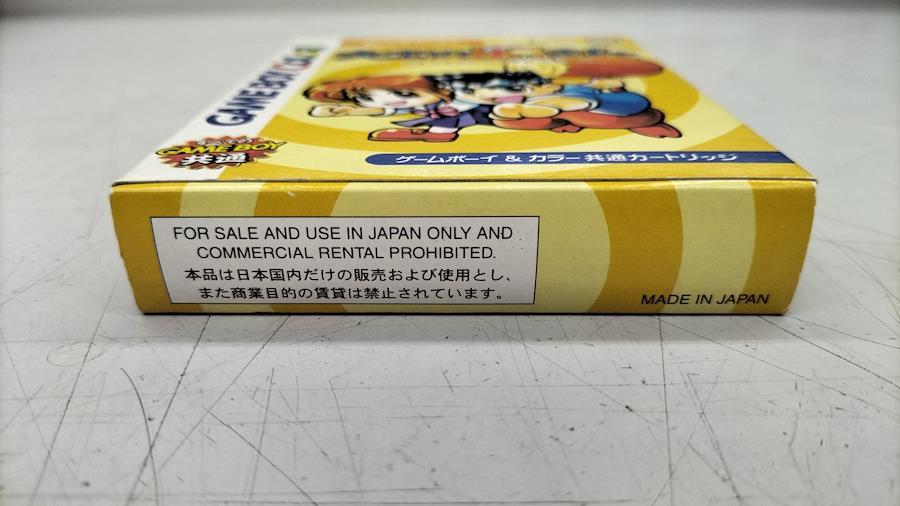 GAME BOY COLOR
GAME BOY
共通
ゲームボーイ & カラー共通カートリッジ
FOR SALE AND USE IN JAPAN ONLY AND
COMMERCIAL RENTAL PROHIBITED.
本品は日本国内だけの販売および使用とし、
また商業目的の賃貸は禁止されています。
MADE IN JAPAN